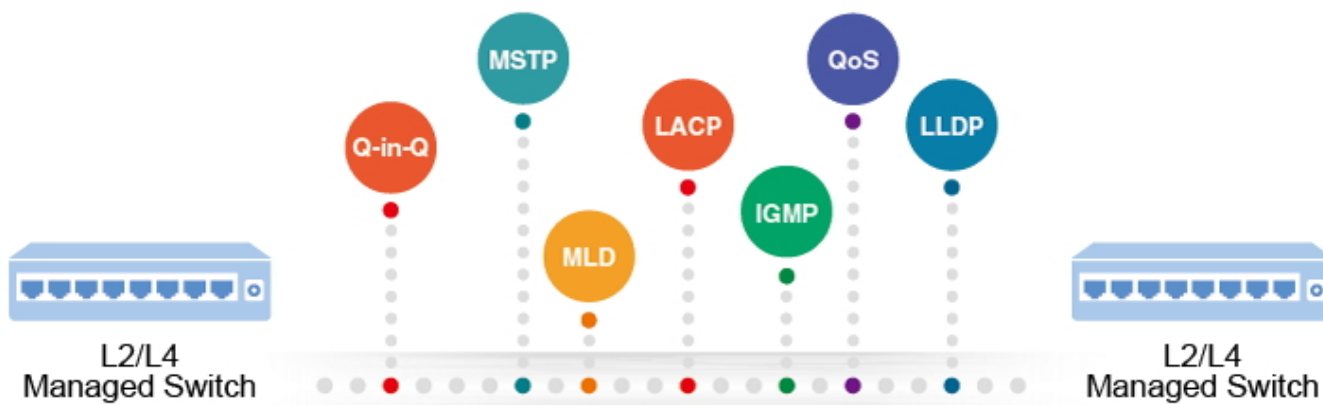 MSTP
QoS
LACP
LLDP
Q-in-Q
IGMP
MLD
L2/L4
Managed Switch
L2/L4
Managed Switch